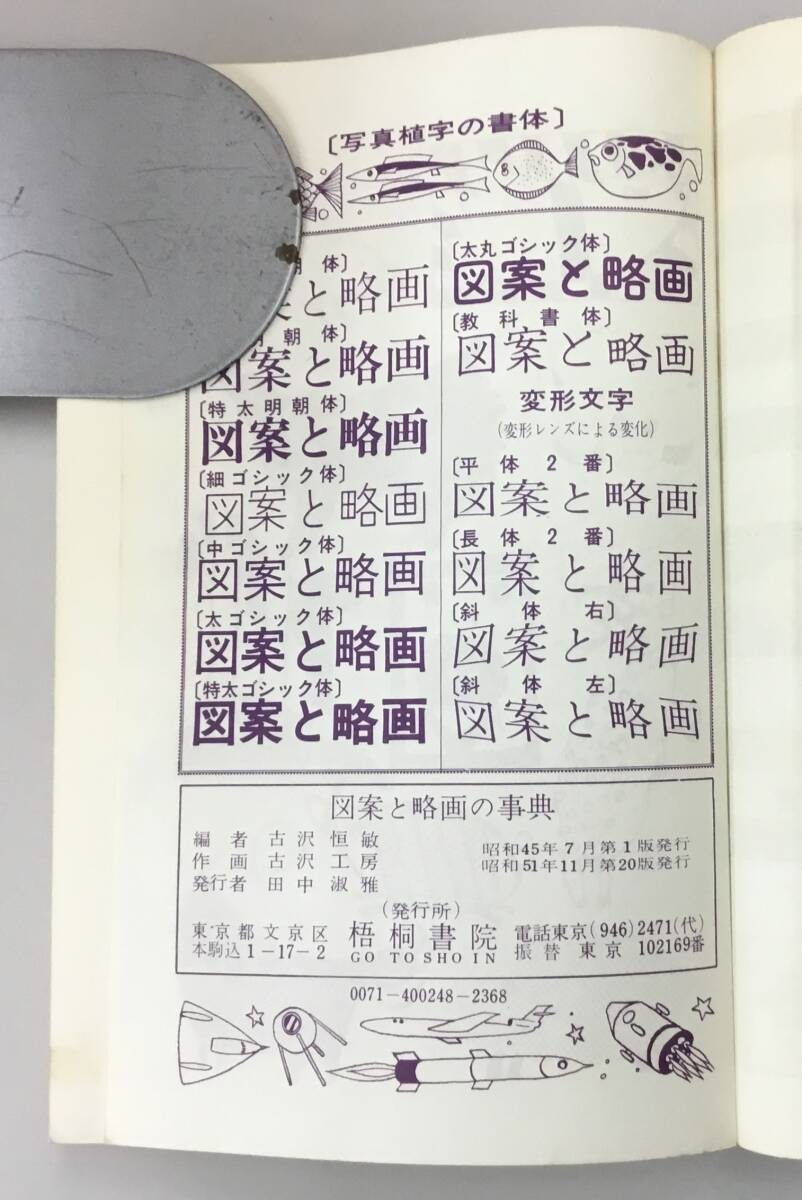 〔写真植字の書体〕
体〕
と略画
朝体〕
図案と略画
〔特太明朝体〕
図案と略画
〔細ゴシック体〕
図案と略画
〔中ゴシック体〕
図案と略画
〔太ゴシック体〕
図案と略画
〔特太ゴシック体〕
図案と略画
〔太丸ゴシック体〕
図案と略画
〔教科書体〕
図案と略画
変形文字
(変形レンズによる変化)
〔平体2番〕
図案と略画
〔長体2番〕
図案と略画
〔斜体右〕
図案と略画
〔斜体左〕
図案と略画
図案と略画の事典
編者 古沢恒敏
作画 古沢工房
発行者 田中淑雅
昭和45年7月第1版発行
昭和51年11月第20版発行
(発行所)
東京都文京区
本駒込1-17-2
梧桐書院
GO TO SHO IN
電話東京(946)2471(代)
振替 東京 102169番
0071-400248-2368